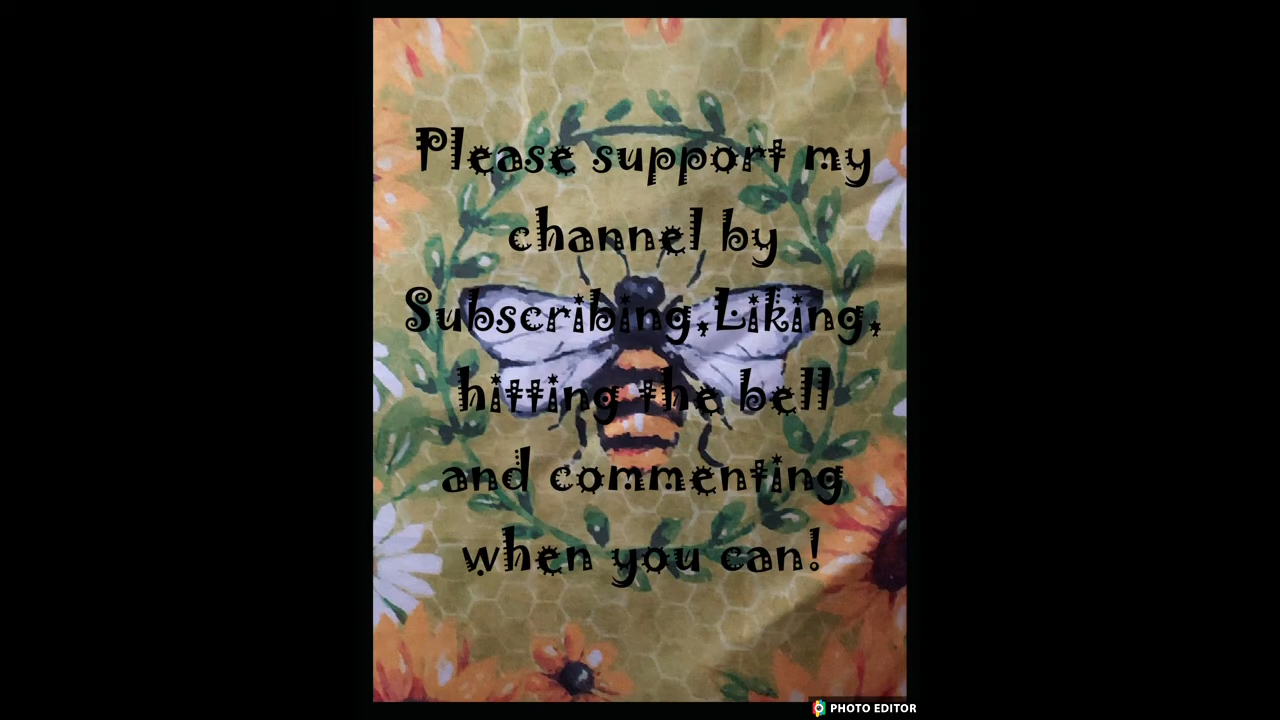 Please support my
channel by
Subscribing,Liking,
hitting the bell
and commenting
when you can!
PHOTO EDITOR